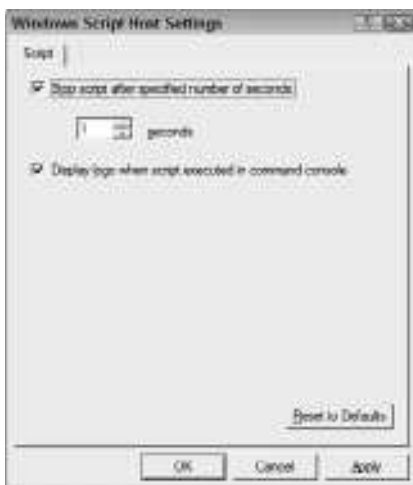 Windows Script Host Settings
Script
Stop script after specified number of seconds.
1 seconds
Display logo when script executed in command console
Reset to Defaults
OK Cancel Apply